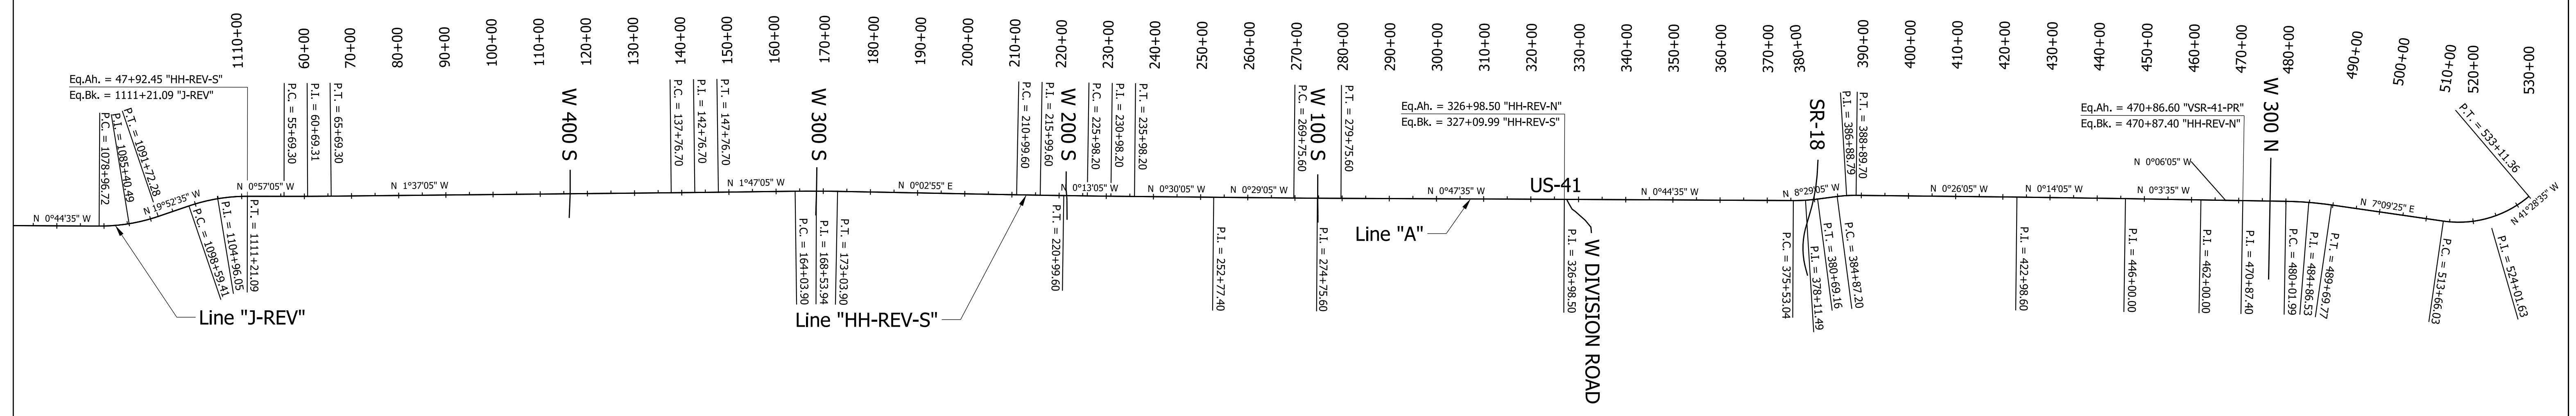 1110+00
60+00
70+00
80+00
90+00
100+00
110+00
120+00
130+00
140+00
150+00
160+00
170+00
180+00
190+00
200+00
210+00
220+00
230+00
240+00
250+00
260+00
270+00
280+00
290+00
300+00
310+00
320+00
330+00
340+00
350+00
360+00
370+00
380+00
390+00
400+00
410+00
420+00
430+00
440+00
450+00
460+00
470+00
480+00
490+00
500+00
510+00
520+00
530+00
Eq.Ah. = 47+92.45 "HH-REV-S"
Eq.Bk. = 1111+21.09 "J-REV"
P.C. = 1078+96.72
P.I. = 1085+40.49
P.T. = 1091+72.28
P.C. = 55+69.30
P.I. = 60+69.31
P.T. = 65+69.30
W 400 S
P.C. = 137+76.70
P.I. = 142+76.70
P.T. = 147+76.70
W 300 S
P.C. = 210+99.60
P.I. = 215+99.60
W 200 S
P.C. = 225+98.20
P.I. = 230+98.20
P.T. = 235+98.20
P.C. = 269+75.60
W 100 S
P.T. = 279+75.60
Eq.Ah. = 326+98.50 "HH-REV-N"
Eq.Bk. = 327+09.99 "HH-REV-S"
SR-18
P.I. = 386+88.79
P.T. = 388+89.70
Eq.Ah. = 470+86.60 "VSR-41-PR"
Eq.Bk. = 470+87.40 "HH-REV-N"
W 300 N
P.T. = 533+11.36
N 0°44'35" W
N 19°52'35" W
N 0°57'05" W
N 1°37'05" W
N 1°47'05" W
N 0°02'55" E
N 0°13'05" W
N 0°30'05" W
N 0°29'05" W
N 0°47'35" W
US-41
N 0°44'35" W
N 8°29'05" W
N 0°26'05" W
N 0°14'05" W
N 0°3'35" W
N 0°06'05" W
N 7°09'25" E
N 41°28'35" W
P.C. = 1098+59.41
P.I. = 1104+96.05
P.T. = 1111+21.09
Line "J-REV"
P.C. = 164+03.90
P.I. = 168+53.94
P.T. = 173+03.90
Line "HH-REV-S"
P.T. = 220+99.60
P.I. = 252+77.40
P.I. = 274+75.60
Line "A"
P.I. = 326+98.50
W DIVISION ROAD
P.C. = 375+53.04
P.I. = 378+11.49
P.T. = 380+69.16
P.C. = 384+87.20
P.I. = 422+98.60
P.I. = 446+00.00
P.I. = 462+00.00
P.I. = 470+87.40
P.C. = 480+01.99
P.I. = 484+86.53
P.T. = 489+69.77
P.C. = 513+66.03
P.I. = 524+01.63